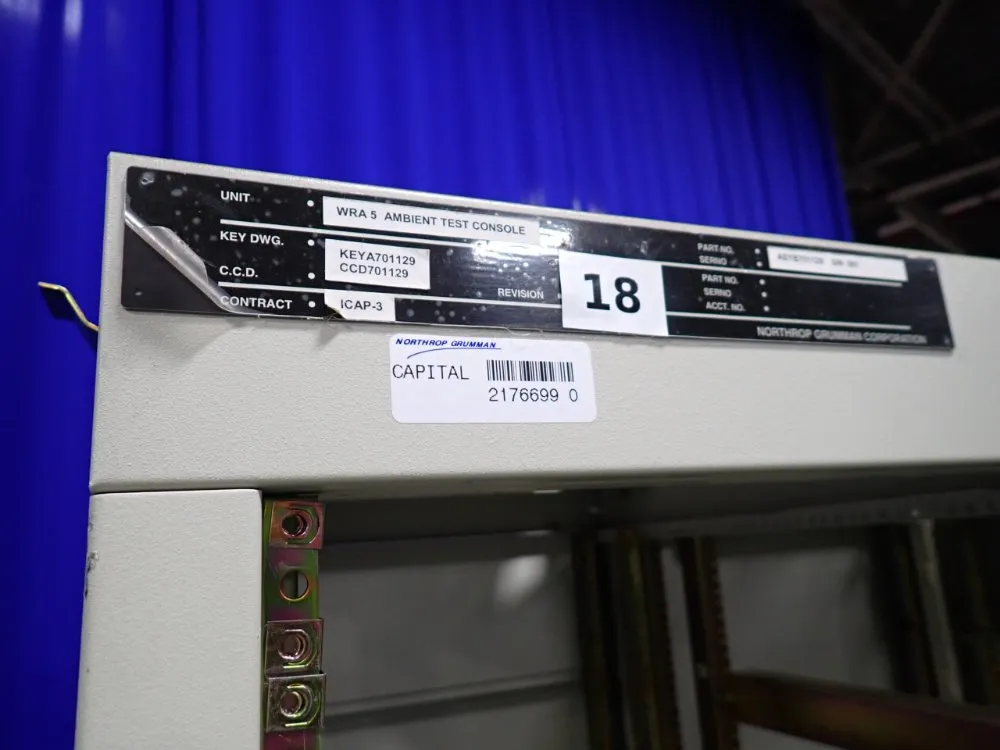 UNIT • WRA 5 AMBIENT TEST CONSOLE
KEY DWG. • KEYA701129
C.C.D. • CCD701129
CONTRACT • ICAP-3
REVISION 18
PART NO. •
SERNO •
PART NO. •
SERNO •
ACCT. NO. •
NORTHROP GRUMMAN CORPORATION
NORTHROP GRUMMAN
CAPITAL
2176699 0